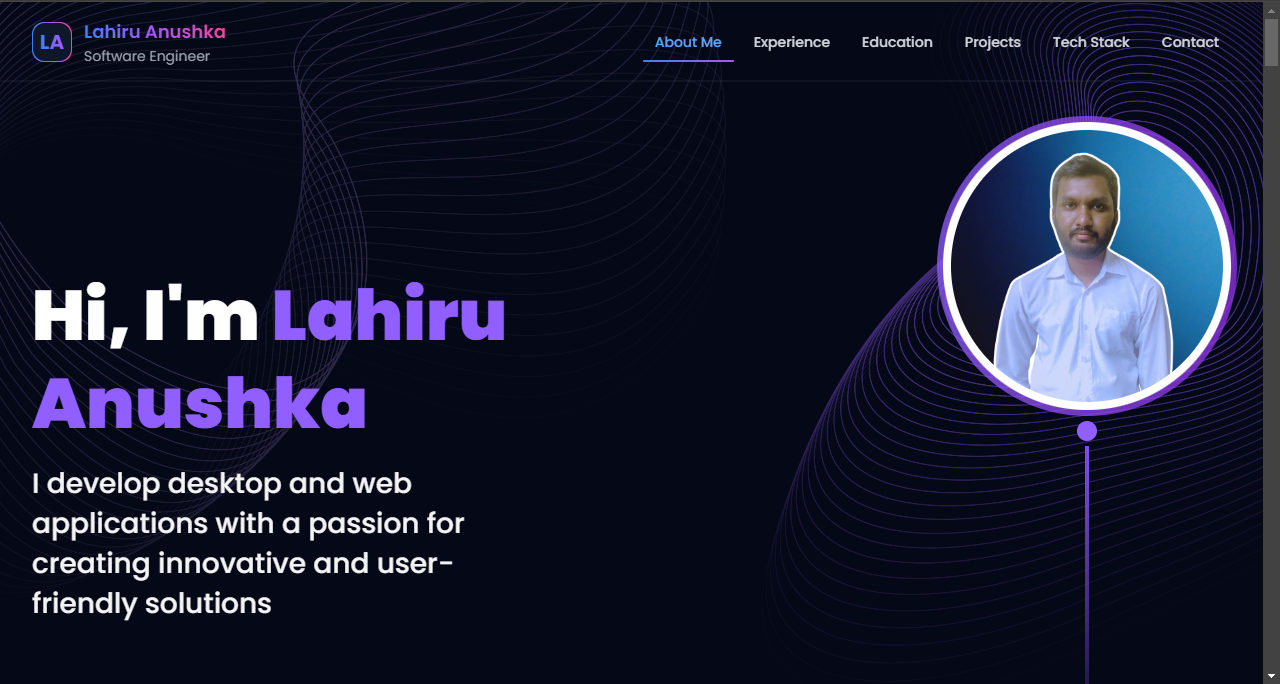 LA
Lahiru Anushka
Software Engineer
About Me
Experience
Education
Projects
Tech Stack
Contact
Hi, I'm Lahiru
Anushka
I develop desktop and web
applications with a passion for
creating innovative and user-
friendly solutions